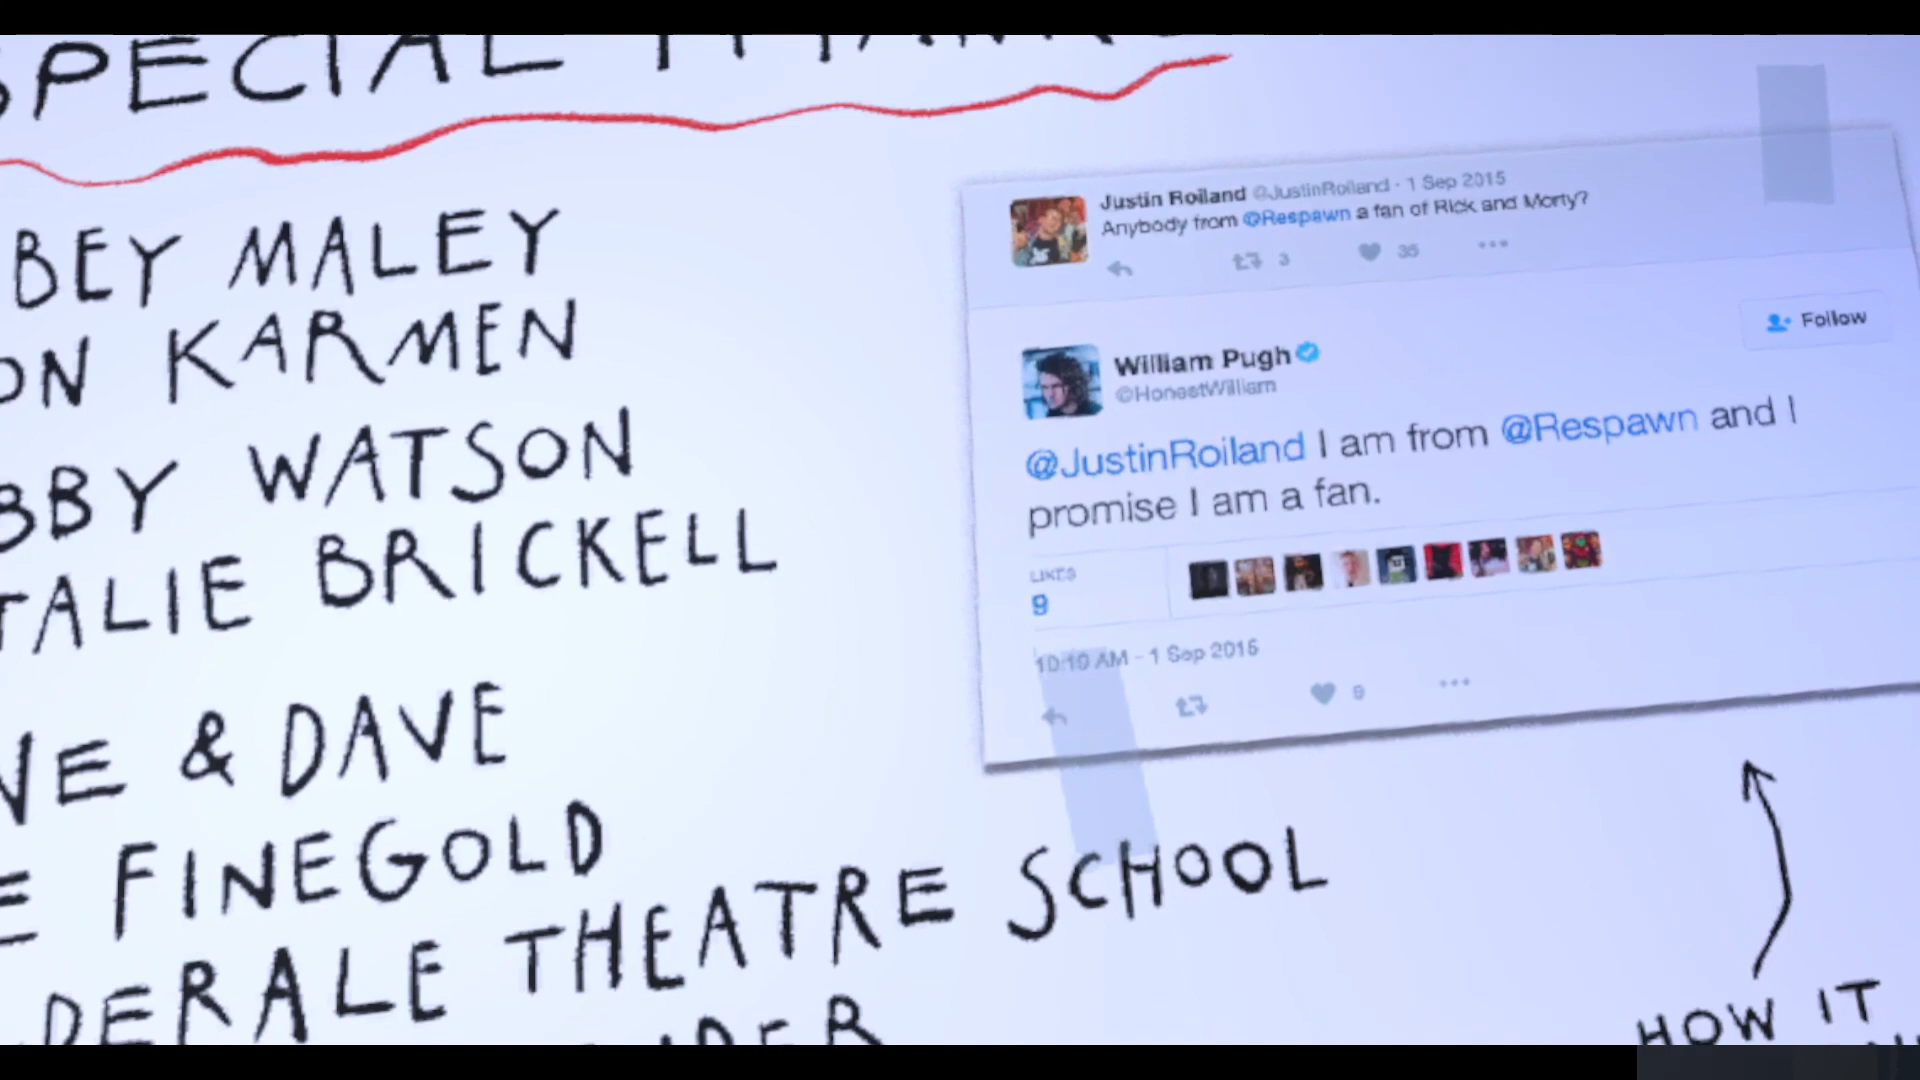 SPECIAL THANKS
BEY MALEY
ON KARMEN
BBY WATSON
TALIE BRICKELL
VE & DAVE
E FINEGOLD
DERALE THEATRE SCHOOL
Justin Roiland @JustinRoiland · 1 Sep 2015
Anybody from @Respawn a fan of Rick and Morty?
3 35
Follow
William Pugh
@HonestWilliam
@JustinRoiland I am from @Respawn and I
promise I am a fan.
LIKES
9
10:10 AM - 1 Sep 2015
9
HOW IT